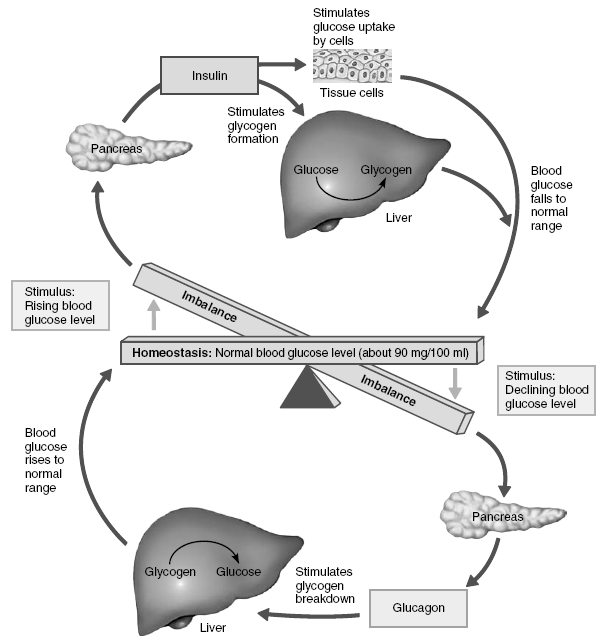 Stimulates
glucose uptake
by cells
Insulin
Tissue cells
Stimulates
glycogen
formation
Pancreas
Glucose
Glycogen
Liver
Blood
glucose
falls to
normal
range
Stimulus:
Rising blood
glucose level
Imbalance
Homeostasis: Normal blood glucose level (about 90 mg/100 ml)
Imbalance
Stimulus:
Declining blood
glucose level
Blood
glucose
rises to
normal
range
Pancreas
Glycogen
Glucose
Liver
Stimulates
glycogen
breakdown
Glucagon